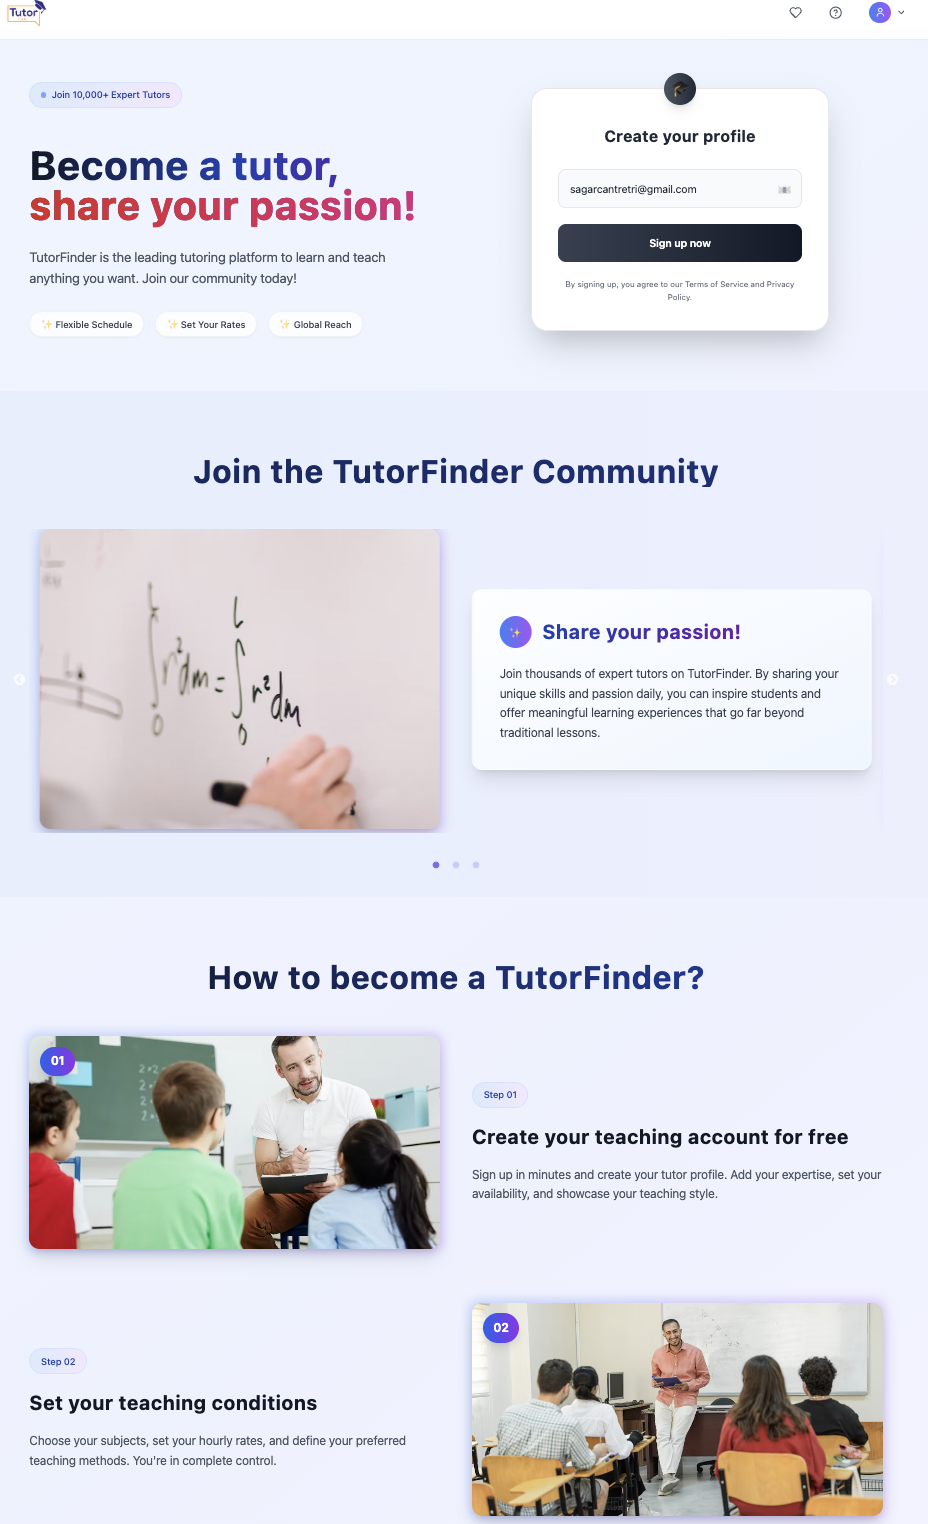 Tutor
Join 10,000+ Expert Tutors
Become a tutor,
share your passion!
TutorFinder is the leading tutoring platform to learn and teach
anything you want. Join our community today!
✨ Flexible Schedule
✨ Set Your Rates
✨ Global Reach
Create your profile
sagarcantretri@gmail.com
Sign up now
By signing up, you agree to our Terms of Service and Privacy
Policy.
Join the TutorFinder Community
r²dm = ∫ r²dm
Share your passion!
Join thousands of expert tutors on TutorFinder. By sharing your
unique skills and passion daily, you can inspire students and
offer meaningful learning experiences that go far beyond
traditional lessons.
How to become a TutorFinder?
01
Step 01
Create your teaching account for free
Sign up in minutes and create your tutor profile. Add your expertise, set your
availability, and showcase your teaching style.
02
Step 02
Set your teaching conditions
Choose your subjects, set your hourly rates, and define your preferred
teaching methods. You're in complete control.